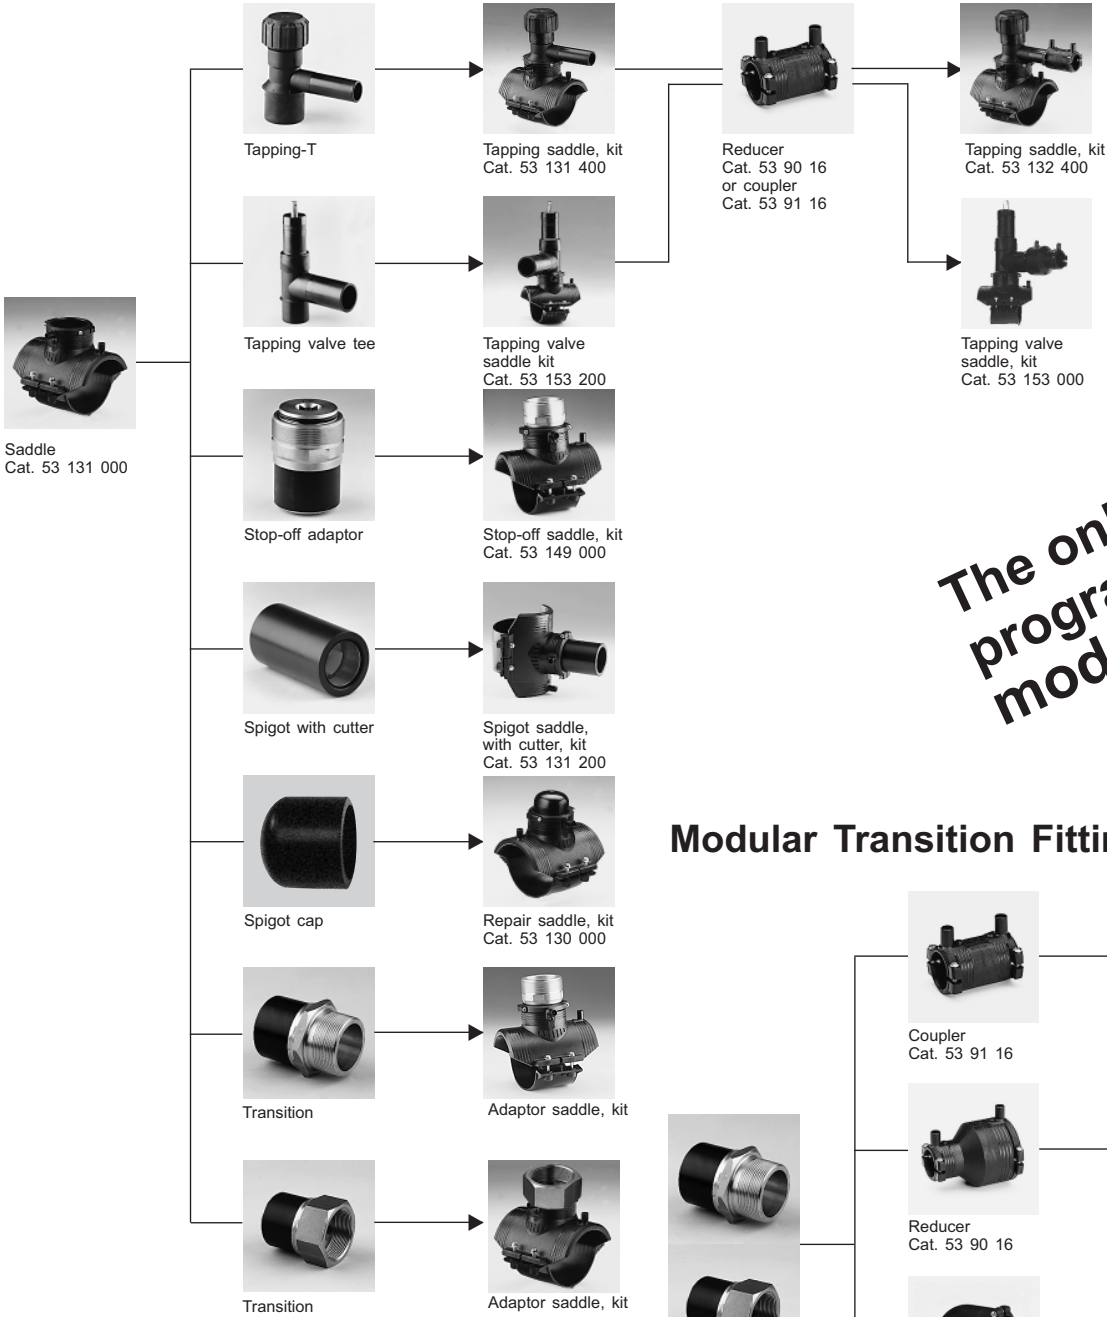 Tapping-T
Tapping saddle, kit
Cat. 53 131 400
Reducer
Cat. 53 90 16
or coupler
Cat. 53 91 16
Tapping saddle, kit
Cat. 53 132 400
Tapping valve tee
Tapping valve
saddle kit
Cat. 53 153 200
Tapping valve
saddle, kit
Cat. 53 153 000
Saddle
Cat. 53 131 000
Stop-off adaptor
Stop-off saddle, kit
Cat. 53 149 000
The
Spigot with cutter
Spigot saddle,
with cutter, kit
Cat. 53 131 200
Spigot cap
Repair saddle, kit
Cat. 53 130 000
Modular Transition
Coupler
Cat. 53 91 16
Transition
Adaptor saddle, kit
Reducer
Cat. 53 90 16
Transition
Adaptor saddle, kit